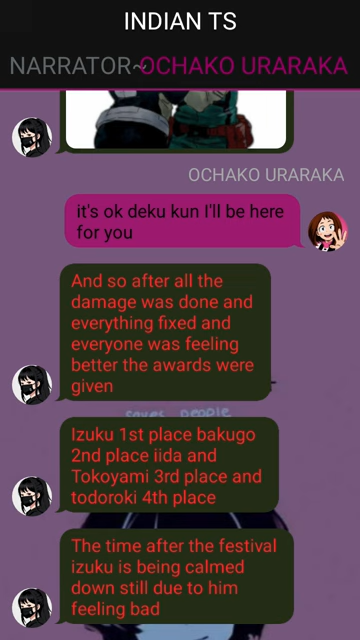 INDIAN TS
NARRATOR~OCHAKO URARAKA
OCHAKO URARAKA
it's ok deku kun I'll be here
for you
And so after all the
damage was done and
everything fixed and
everyone was feeling
better the awards were
given
saves people
Izuku 1st place bakugo
2nd place iida and
Tokoyami 3rd place and
todoroki 4th place
The time after the festival
izuku is being calmed
down still due to him
feeling bad